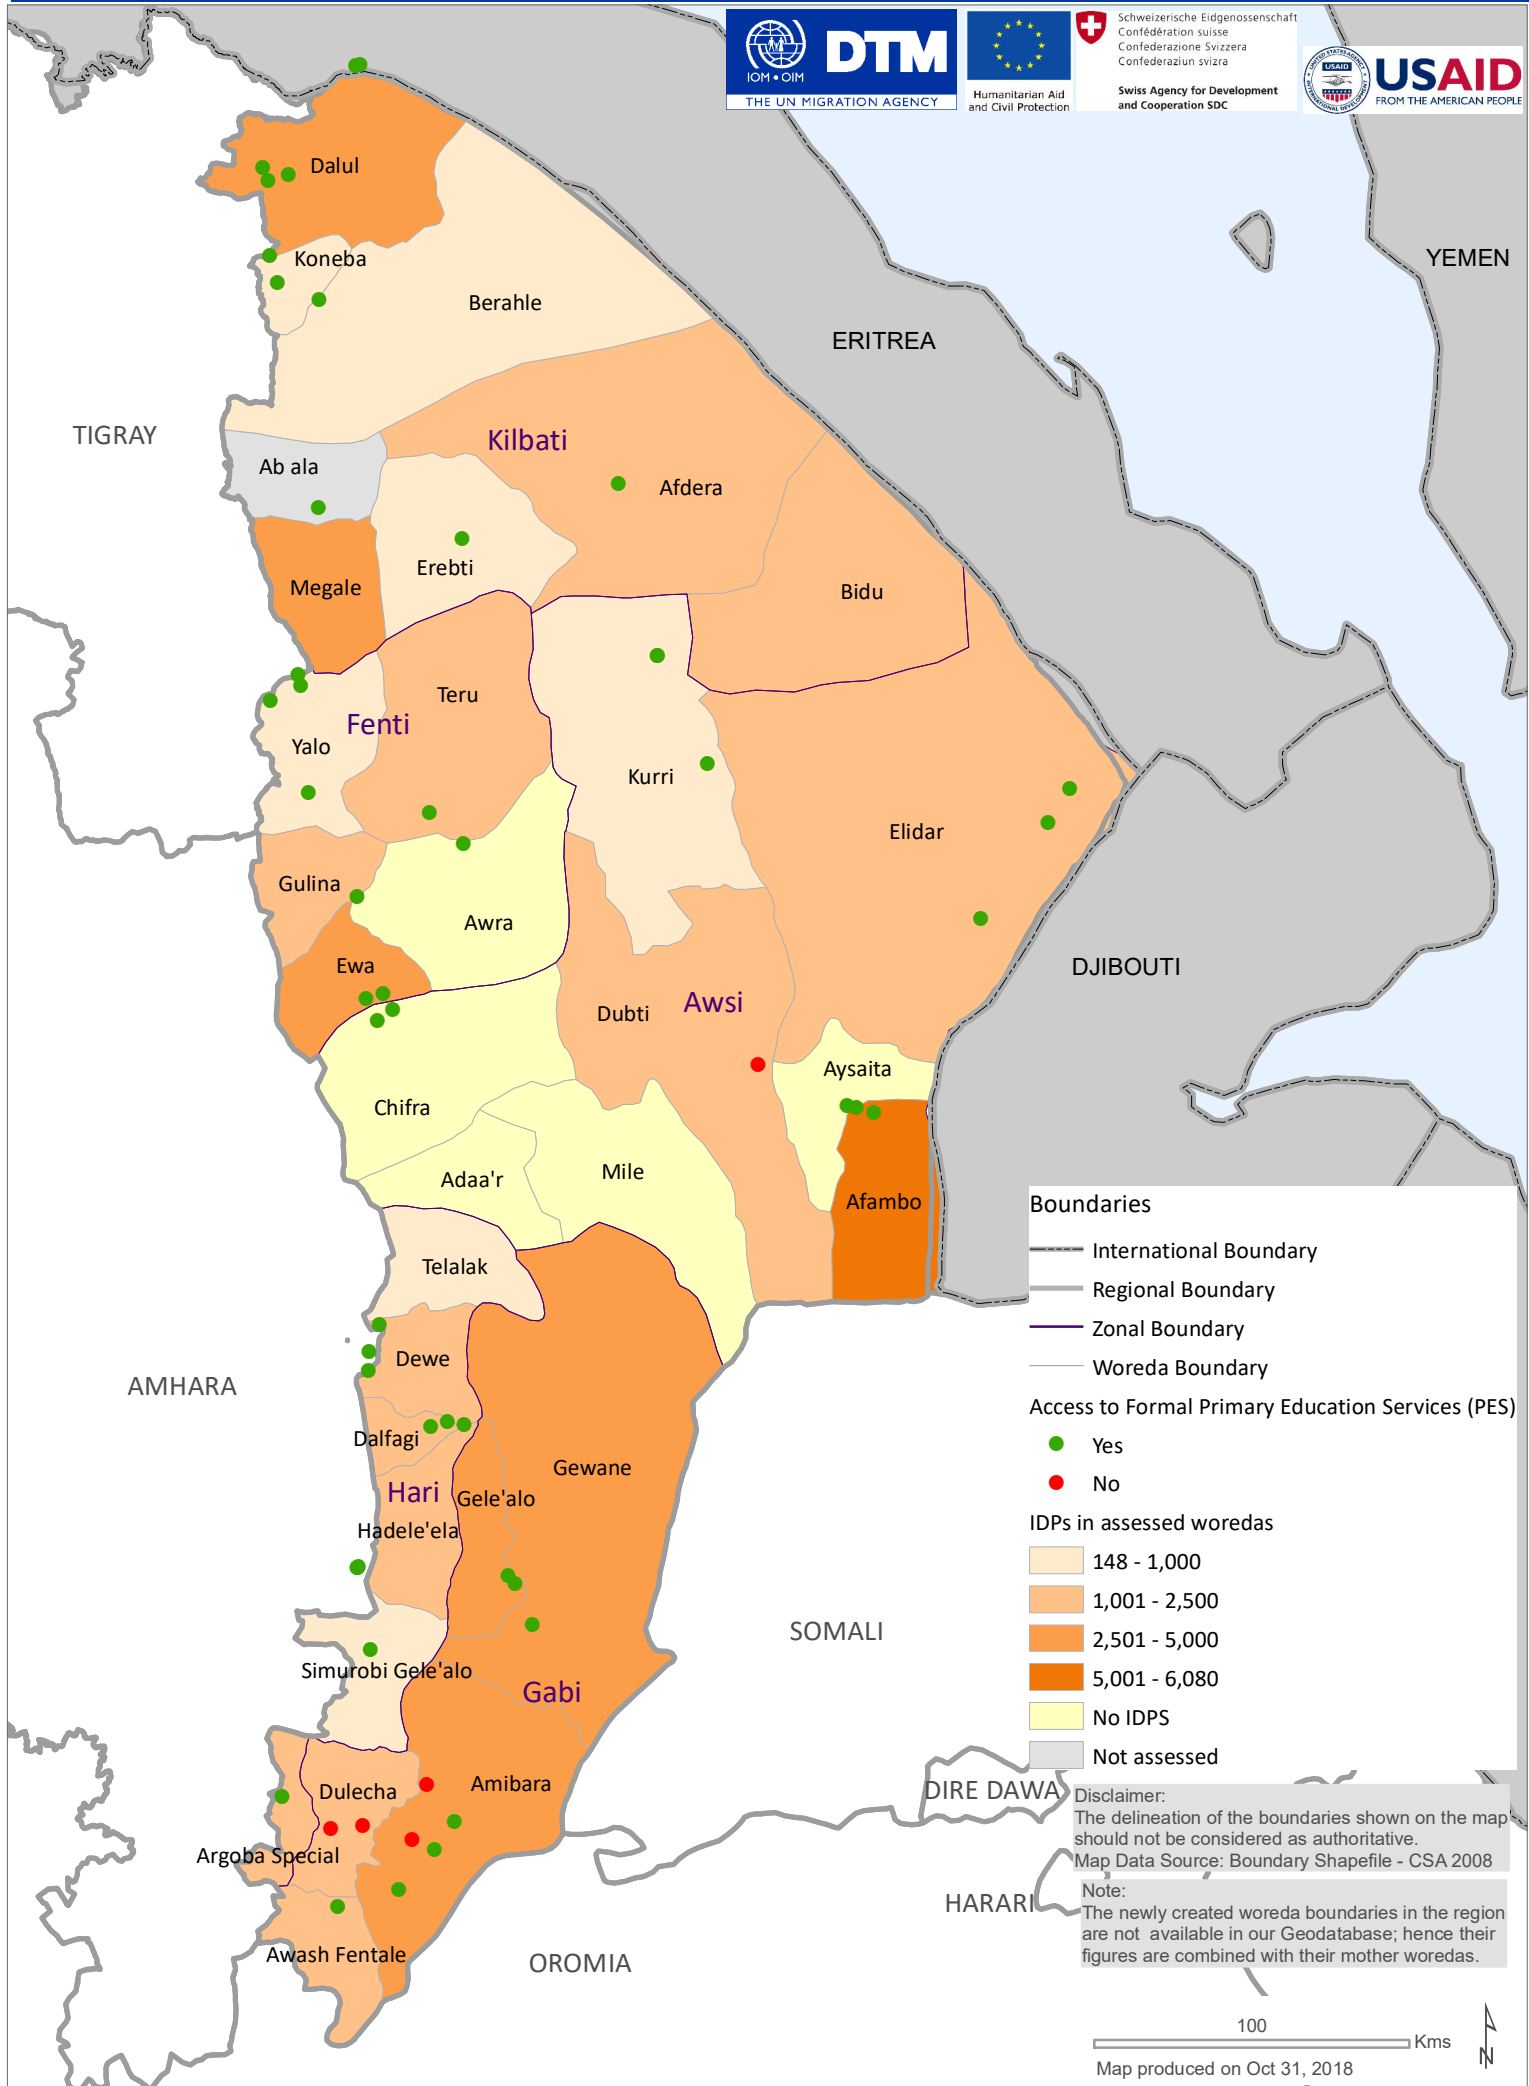 IOM • OIM
DTM
THE UN MIGRATION AGENCY
Humanitarian Aid
and Civil Protection
Schweizerische Eidgenossenschaft
Confédération suisse
Confederazione Svizzera
Confederaziun svizra
Swiss Agency for Development
and Cooperation SDC
UNITED STATES AGENCY
INTERNATIONAL DEVELOPMENT
USAID
USAID
FROM THE AMERICAN PEOPLE
Dalul
Koneba
YEMEN
Berahle
ERITREA
TIGRAY
Kilbati
Ab ala
Afdera
Erebti
Megale
Bidu
Teru
Fenti
Yalo
Kurri
Elidar
Gulina
Awra
Ewa
DJIBOUTI
Dubti
Awsi
Aysaita
Chifra
Adaa'r
Mile
Afambo
Telalak
Dewe
AMHARA
Dalfagi
Gewane
Hari
Gele'alo
Hadele'ela
SOMALI
Simurobi Gele'alo
Gabi
Dulecha
Amibara
DIRE DAWA
Argoba Special
HARARI
Awash Fentale
OROMIA
Boundaries
International Boundary
Regional Boundary
Zonal Boundary
Woreda Boundary
Access to Formal Primary Education Services (PES)
Yes
No
IDPs in assessed woredas
148 - 1,000
1,001 - 2,500
2,501 - 5,000
5,001 - 6,080
No IDPS
Not assessed
Disclaimer:
The delineation of the boundaries shown on the map
should not be considered as authoritative.
Map Data Source: Boundary Shapefile - CSA 2008
Note:
The newly created woreda boundaries in the region
are not available in our Geodatabase; hence their
figures are combined with their mother woredas.
100
Kms
N
Map produced on Oct 31, 2018